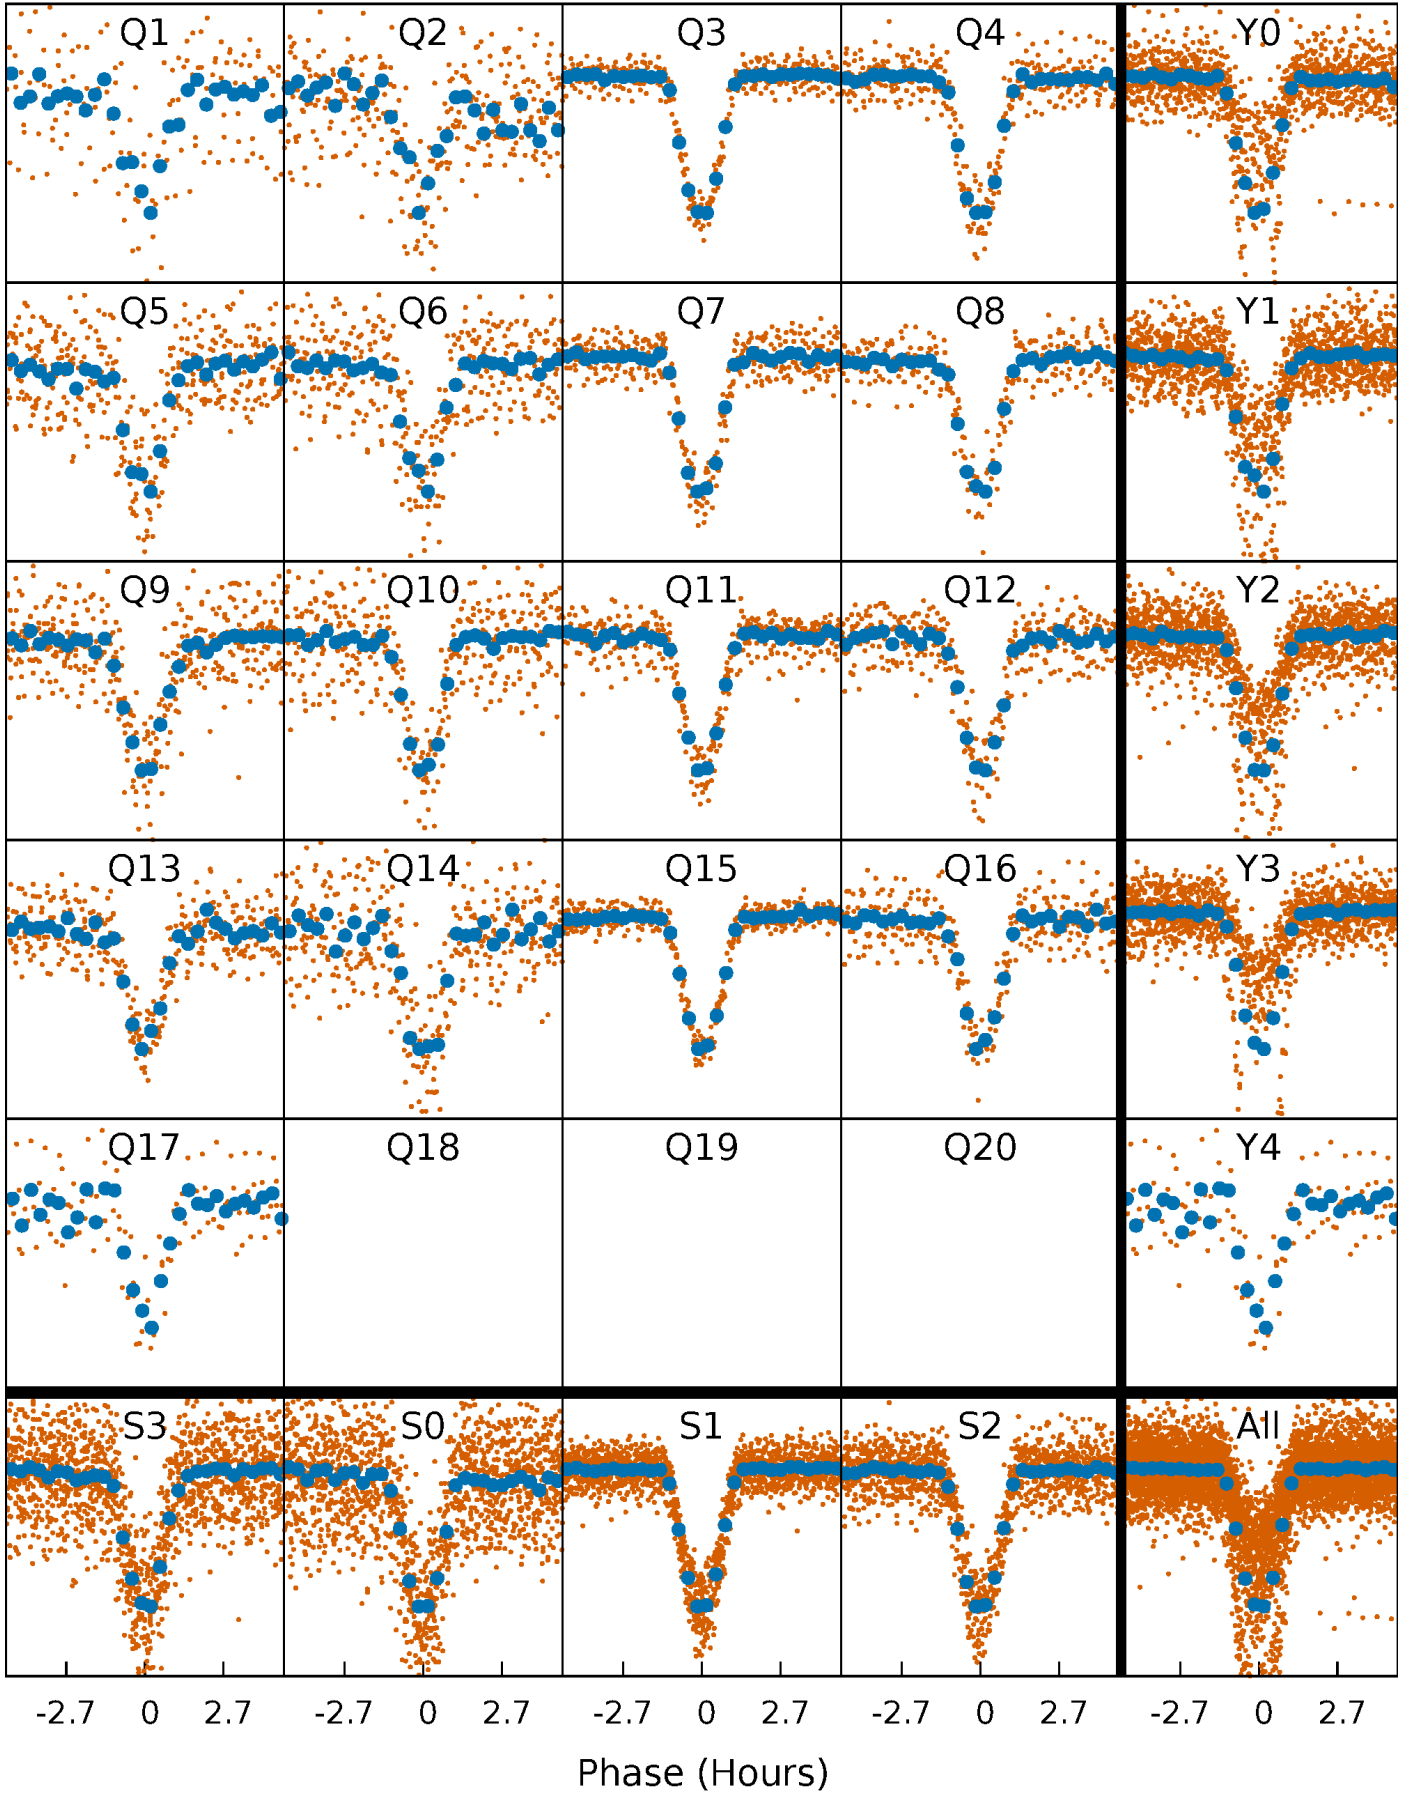 Q1 Q2 Q3 Q4 Y0
Q5 Q6 Q7 Q8 Y1
Q9 Q10 Q11 Q12 Y2
Q13 Q14 Q15 Q16 Y3
Q17 Q18 Q19 Q20 Y4
S3 S0 S1 S2 All
-2.7 0 2.7 -2.7 0 2.7 -2.7 0 2.7 -2.7 0 2.7 -2.7 0 2.7
Phase (Hours)